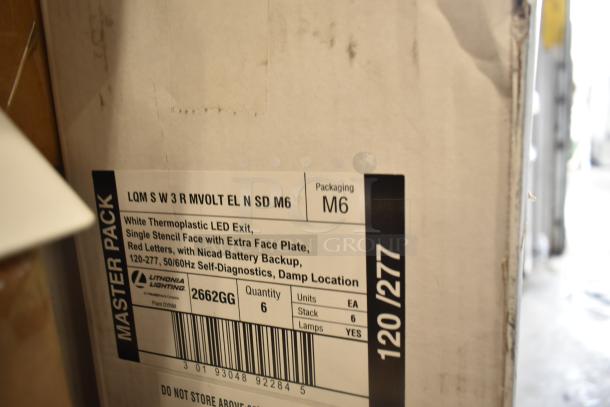 MASTER PACK
LQM S W 3 R MVOLT EL N SD M6
Packaging
M6
White Thermoplastic LED Exit,
Single Stencil Face with Extra Face Plate,
Red Letters, with Nicad Battery Backup,
120-277, 50/60Hz Self-Diagnostics, Damp Location
LITHONIA
LIGHTING
2662GG
Quantity
6
Units EA
Stack 6
Lamps YES
3 01 93048 92284 5
DO NOT STORE ABOVE
120/277
GROUP